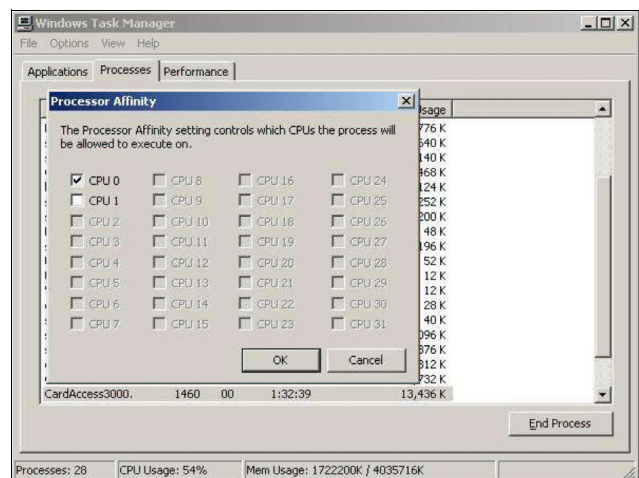 Windows Task Manager
File Options View Help
Applications Processes Performance
Processor Affinity
Usage
The Processor Affinity setting controls which CPUs the process will
be allowed to execute on.
CPU 0 CPU 8 CPU 16 CPU 24
CPU 1 CPU 9 CPU 17 CPU 25
CPU 2 CPU 10 CPU 18 CPU 26
CPU 3 CPU 11 CPU 19 CPU 27
CPU 4 CPU 12 CPU 20 CPU 28
CPU 5 CPU 13 CPU 21 CPU 29
CPU 6 CPU 14 CPU 22 CPU 30
CPU 7 CPU 15 CPU 23 CPU 31
OK Cancel
776 K
640 K
140 K
468 K
124 K
252 K
200 K
48 K
196 K
52 K
12 K
12 K
28 K
40 K
096 K
376 K
312 K
732 K
CardAccess3000. 1460 00 1:32:39 13,436 K
End Process
Processes: 28 CPU Usage: 54% Mem Usage: 1722200K / 4035716K